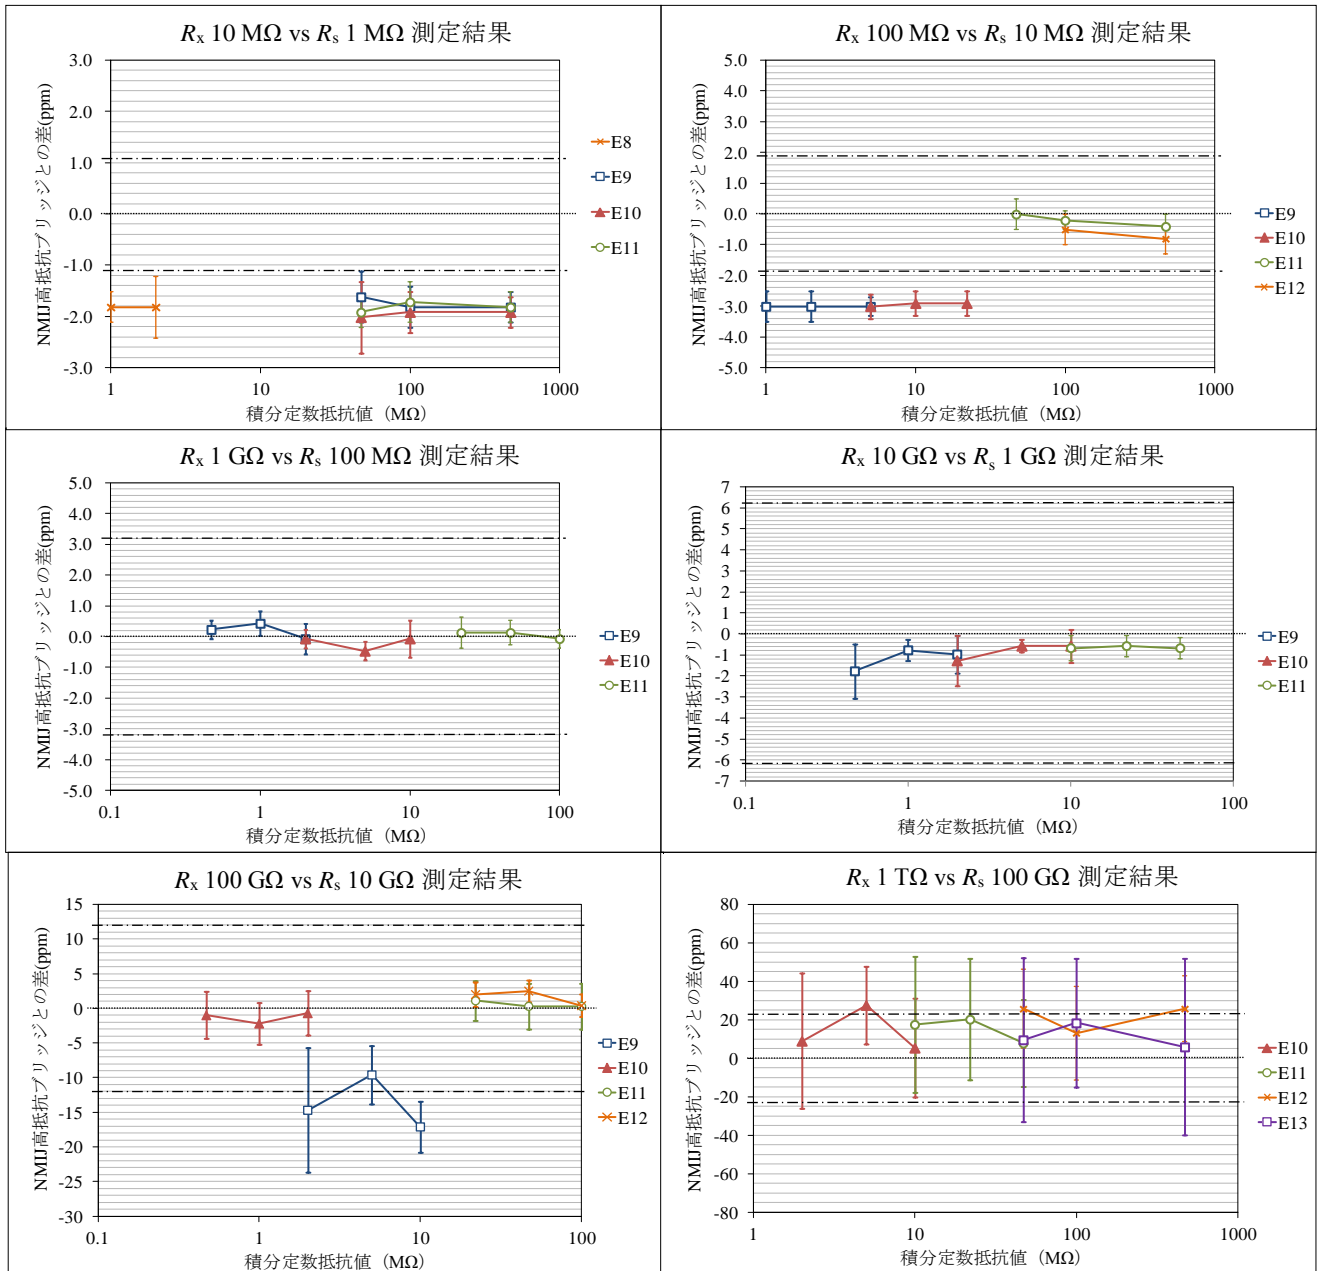 Rx 10 MΩ vs Rs 1 MΩ 測定結果
NMIJ高抵抗ブリッジとの差(ppm)
3.0
2.0
1.0
0.0
-1.0
-2.0
-3.0
1
10
100
1000
積分定数抵抗値（MΩ）
E8
E9
E10
E11
Rx 100 MΩ vs Rs 10 MΩ 測定結果
NMIJ高抵抗ブリッジとの差(ppm)
5.0
4.0
3.0
2.0
1.0
0.0
-1.0
-2.0
-3.0
-4.0
-5.0
1
10
100
1000
積分定数抵抗値（MΩ）
E9
E10
E11
E12
Rx 1 GΩ vs Rs 100 MΩ 測定結果
NMIJ高抵抗ブリッジとの差(ppm)
5.0
4.0
3.0
2.0
1.0
0.0
-1.0
-2.0
-3.0
-4.0
-5.0
0.1
1
10
100
積分定数抵抗値（MΩ）
E9
E10
E11
Rx 10 GΩ vs Rs 1 GΩ 測定結果
NMIJ高抵抗ブリッジとの差(ppm)
7
6
5
4
3
2
1
0
-1
-2
-3
-4
-5
-6
-7
0.1
1
10
100
積分定数抵抗値（MΩ）
E9
E10
E11
Rx 100 GΩ vs Rs 10 GΩ 測定結果
NMIJ高抵抗ブリッジとの差(ppm)
15
10
5
0
-5
-10
-15
-20
-25
-30
0.1
1
10
100
積分定数抵抗値（MΩ）
E9
E10
E11
E12
Rx 1 TΩ vs Rs 100 GΩ 測定結果
NMIJ高抵抗ブリッジとの差(ppm)
80
60
40
20
0
-20
-40
-60
-80
1
10
100
1000
積分定数抵抗値（MΩ）
E10
E11
E12
E13